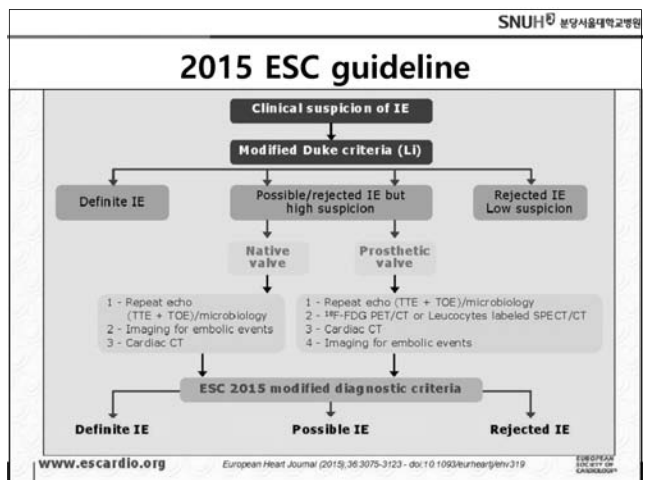 SNUH 분당서울대학교병원
2015 ESC guideline
Clinical suspicion of IE
Modified Duke criteria (Li)
Definite IE
Possible/rejected IE but
high suspicion
Rejected IE
Low suspicion
Native
valve
Prosthetic
valve
1 - Repeat echo
(TTE + TOE)/microbiology
2 - Imaging for embolic events
3 - Cardiac CT
1 - Repeat echo (TTE + TOE)/microbiology
2 - ¹⁸F-FDG PET/CT or Leucocytes labeled SPECT/CT
3 - Cardiac CT
4 - Imaging for embolic events
ESC 2015 modified diagnostic criteria
Definite IE
Possible IE
Rejected IE
www.escardio.org
European Heart Journal (2015);36:3075-3123 - doi:10.1093/eurheartj/ehv319
EUROPEAN
SOCIETY OF
CARDIOLOGY®